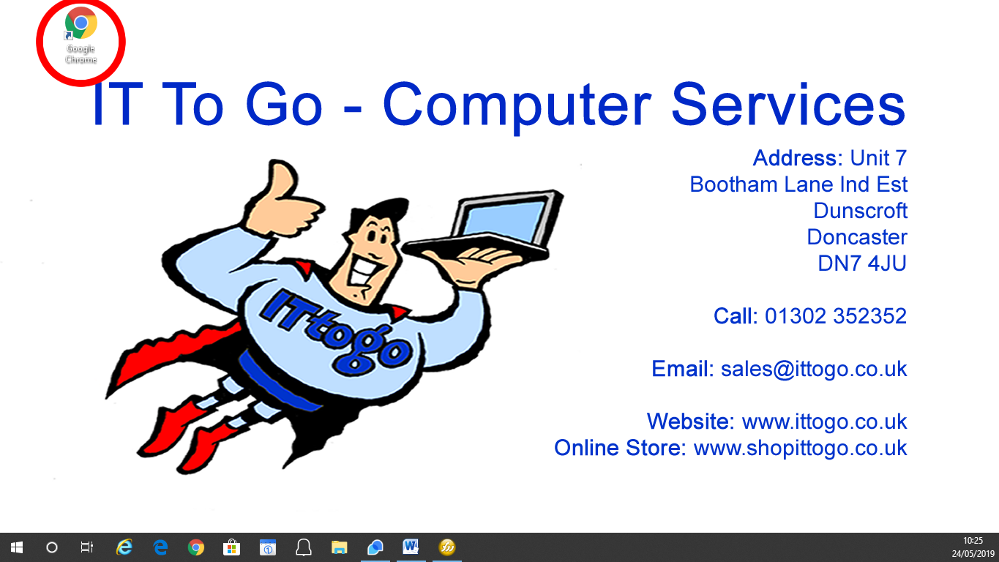 Google
Chrome
IT To Go - Computer Services
Address: Unit 7
Bootham Lane Ind Est
Dunscroft
Doncaster
DN7 4JU
Call: 01302 352352
Email: sales@ittogo.co.uk
Website: www.ittogo.co.uk
Online Store: www.shopittogo.co.uk
ITtogo
10:25
24/05/2019